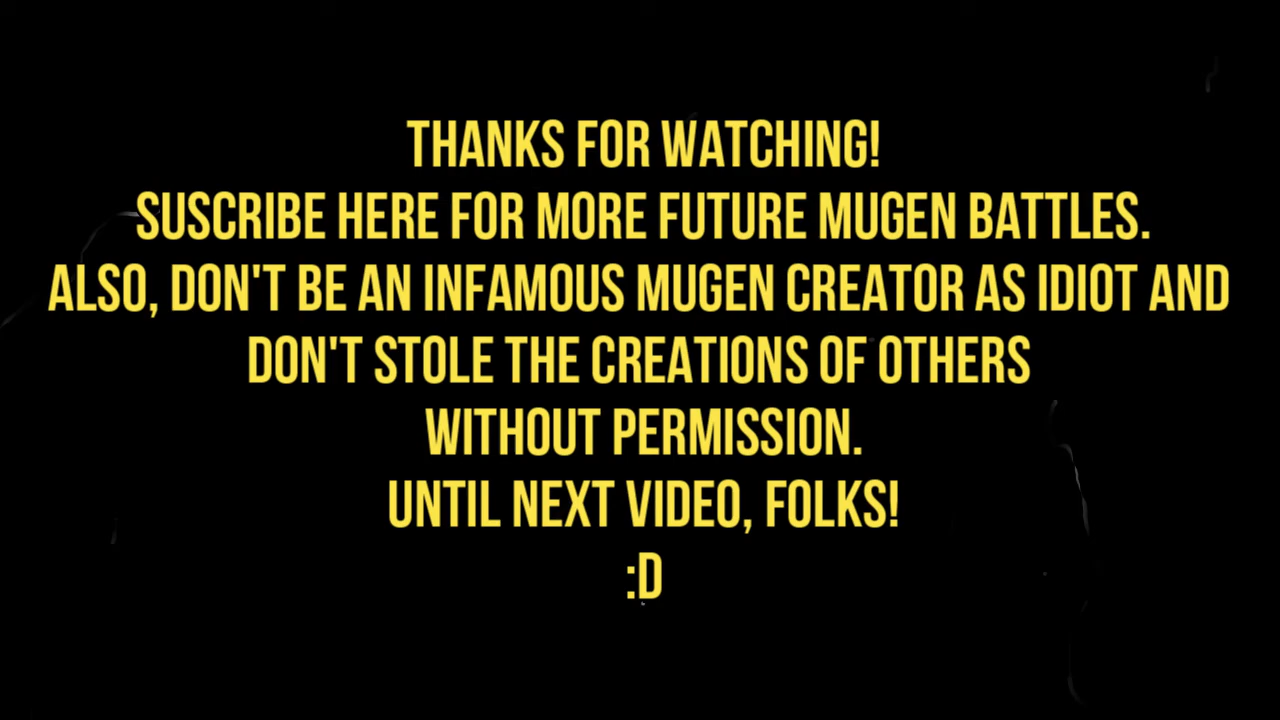 THANKS FOR WATCHING!
SUSCRIBE HERE FOR MORE FUTURE MUGEN BATTLES.
ALSO, DON'T BE AN INFAMOUS MUGEN CREATOR AS IDIOT AND
DON'T STOLE THE CREATIONS OF OTHERS
WITHOUT PERMISSION.
UNTIL NEXT VIDEO, FOLKS!
:D